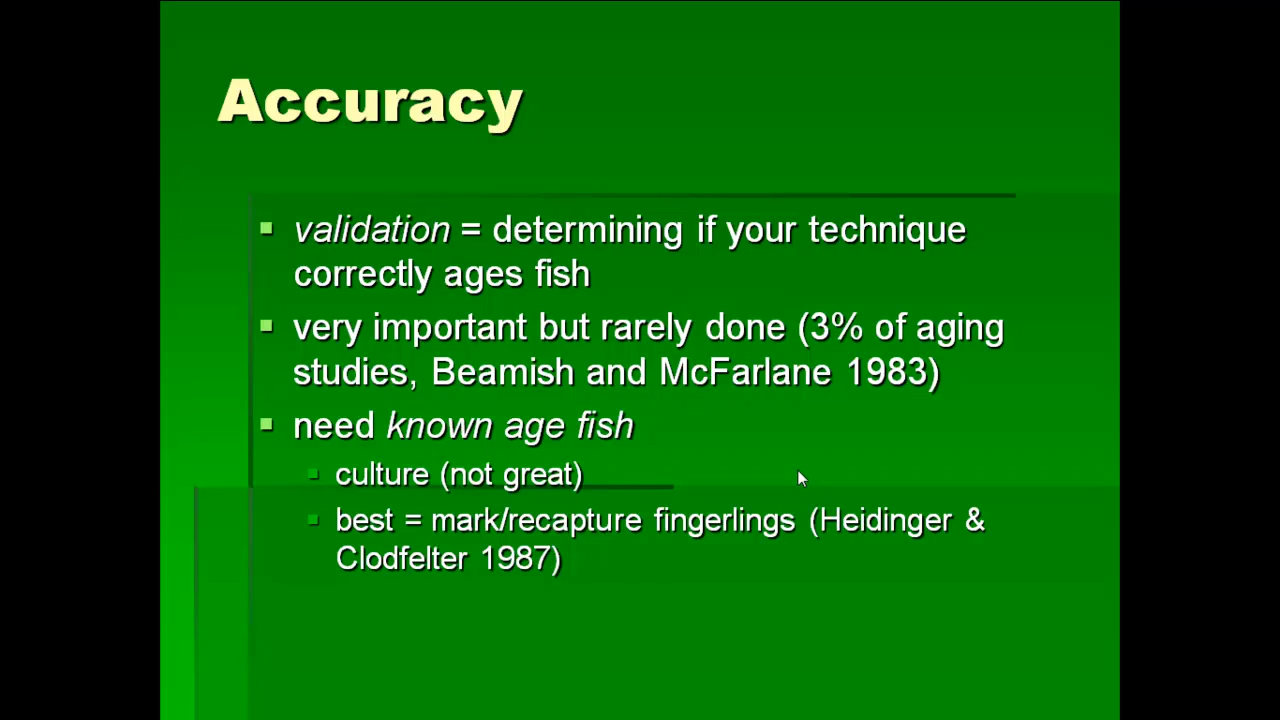 Accuracy
validation = determining if your technique
correctly ages fish
very important but rarely done (3% of aging
studies, Beamish and McFarlane 1983)
need known age fish
culture (not great)
best = mark/recapture fingerlings (Heidinger &
Clodfelter 1987)